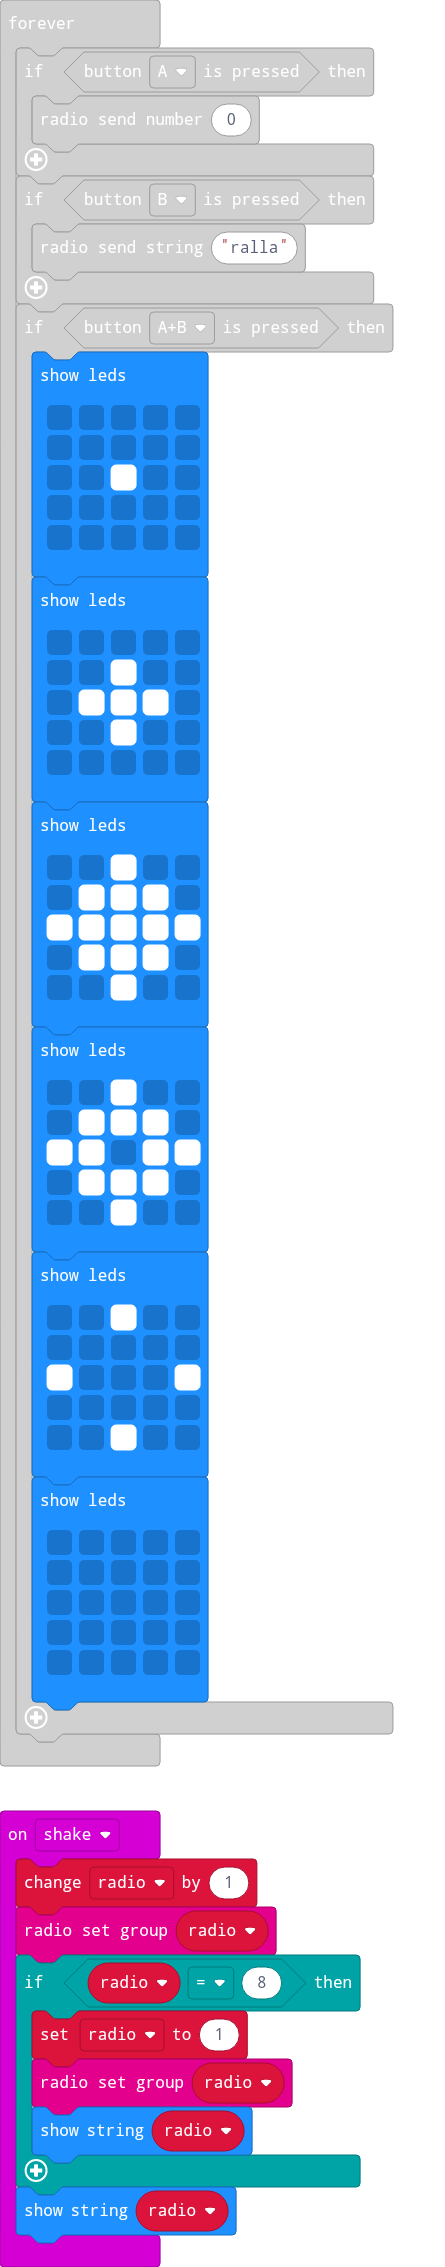 forever
if button A is pressed then
radio send number 0
if button B is pressed then
radio send string "ralla"
if button A+B is pressed then
show leds
show leds
show leds
show leds
show leds
show leds
on shake
change radio by 1
radio set group radio
if radio = 8 then
set radio to 1
radio set group radio
show string radio
show string radio